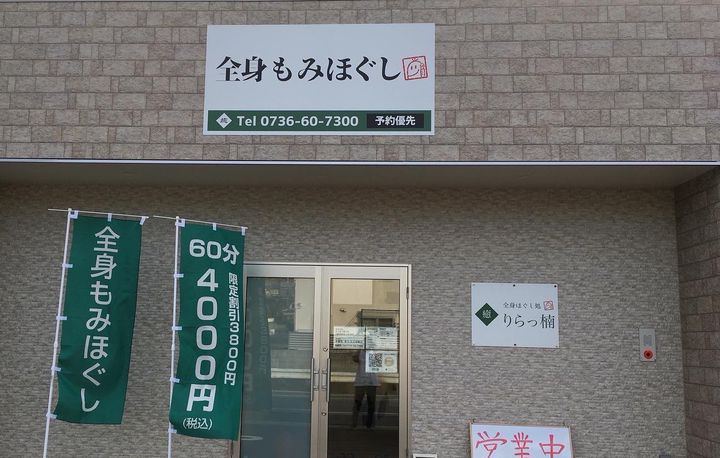 全身もみほぐし
癒 Tel 0736-60-7300 予約優先
全身もみほぐし
60分
4000円
限定割引3800円
(税込)
全身ほぐし処
癒 りらっ楠
営業中